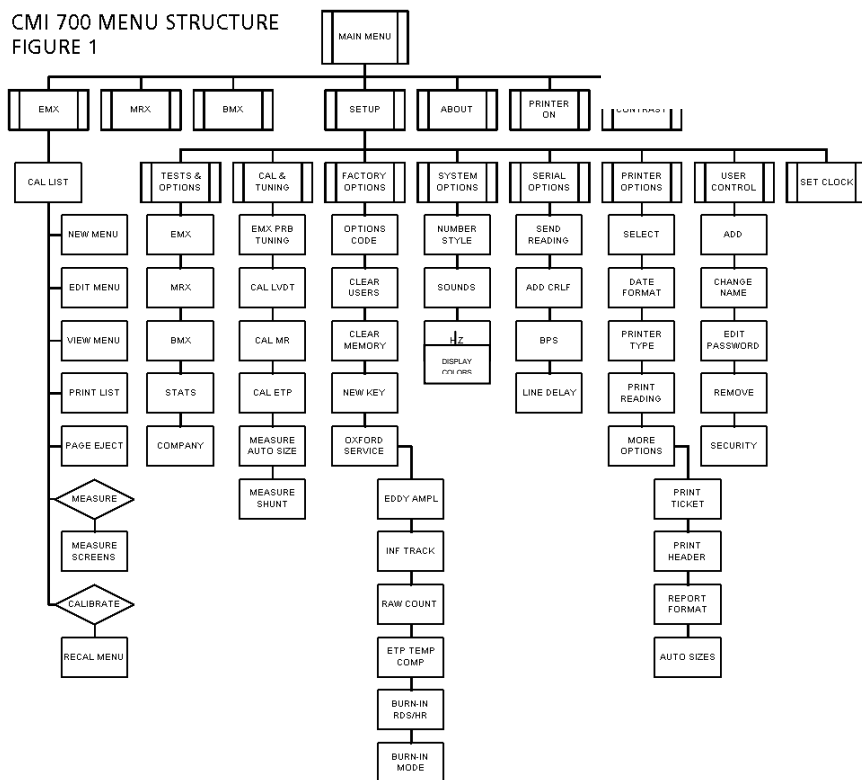 CMI 700 MENU STRUCTURE
FIGURE 1
MAIN MENU
EMX
MRX
BMX
SETUP
ABOUT
PRINTER
ON
CONTRAST
CAL LIST
TESTS &
OPTIONS
CAL &
TUNING
FACTORY
OPTIONS
SYSTEM
OPTIONS
SERIAL
OPTIONS
PRINTER
OPTIONS
USER
CONTROL
SET CLOCK
NEW MENU
EMX
EMX PRB
TUNING
OPTIONS
CODE
NUMBER
STYLE
SEND
READING
SELECT
ADD
EDIT MENU
MRX
CAL LVDT
CLEAR
USERS
SOUNDS
ADD CRLF
DATE
FORMAT
CHANGE
NAME
VIEW MENU
BMX
CAL MR
CLEAR
MEMORY
HZ
DISPLAY
COLORS
BPS
PRINTER
TYPE
EDIT
PASSWORD
PRINT LIST
STATS
CAL ETP
NEW KEY
LINE DELAY
PRINT
READING
REMOVE
PAGE EJECT
COMPANY
MEASURE
AUTO SIZE
OXFORD
SERVICE
MORE
OPTIONS
SECURITY
MEASURE
MEASURE
SHUNT
EDDY AMPL
PRINT
TICKET
MEASURE
SCREENS
INF TRACK
PRINT
HEADER
CALIBRATE
RAW COUNT
REPORT
FORMAT
RECAL MENU
ETP TEMP
COMP
AUTO SIZES
BURN-IN
RDS/HR
BURN-IN
MODE